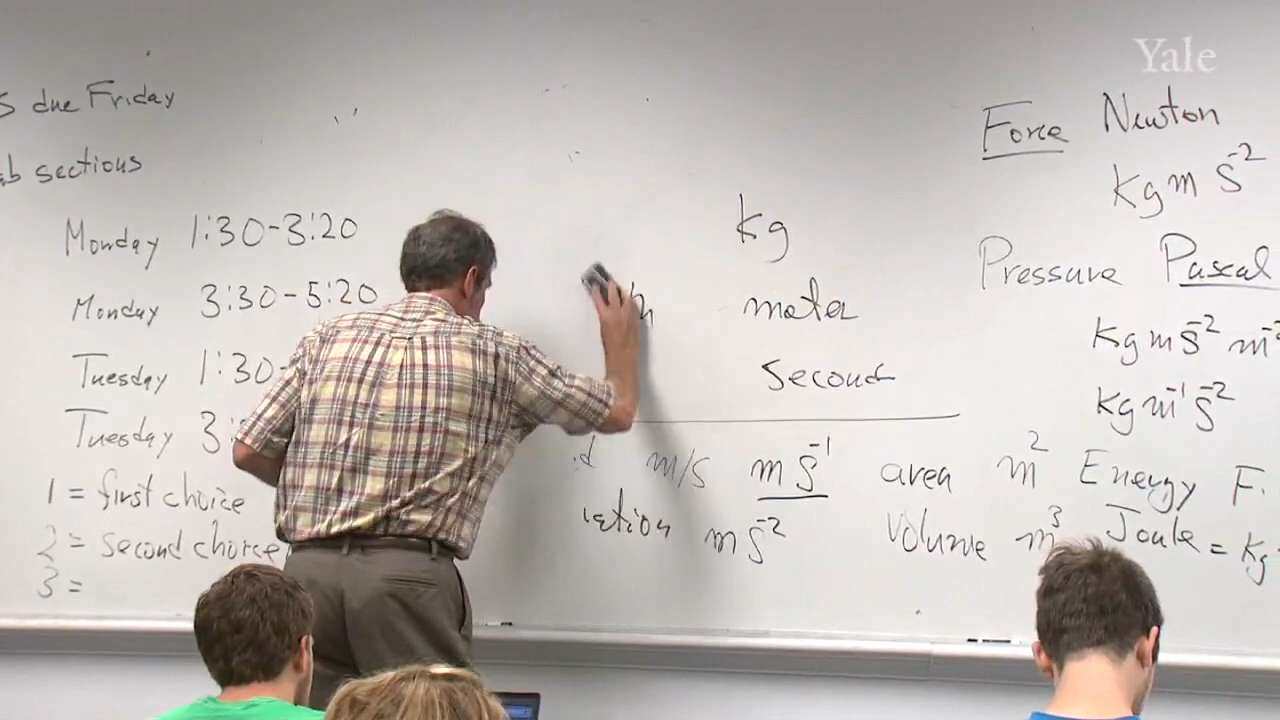 Yale
due Friday
sections
Monday 1:30-3:20
Monday 3:30-5:20
Tuesday 1:30-
Tuesday 3:
1 = first choice
2 = second choice
3 =
kg
meter
second
m/s m s⁻¹
m s⁻²
area m²
volume m³
Force Newton
kg m s⁻²
Pressure Pascal
kg m s⁻² m⁻
kg m⁻¹ s⁻²
Energy F.
Joule = kg